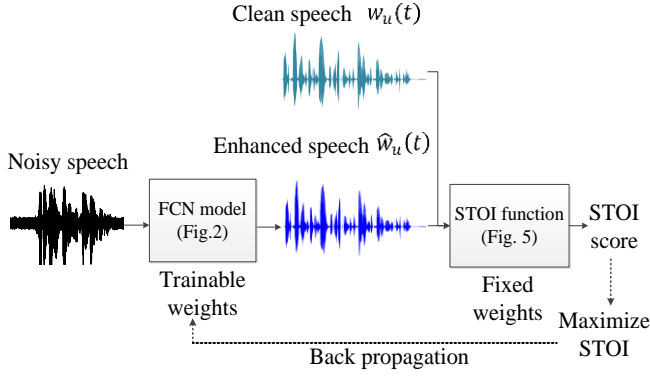 Clean speech w_u(t)
Enhanced speech ŵ_u(t)
Noisy speech
FCN model
(Fig.2)
Trainable
weights
STOI function
(Fig. 5)
Fixed
weights
STOI
score
Maximize
STOI
Back propagation